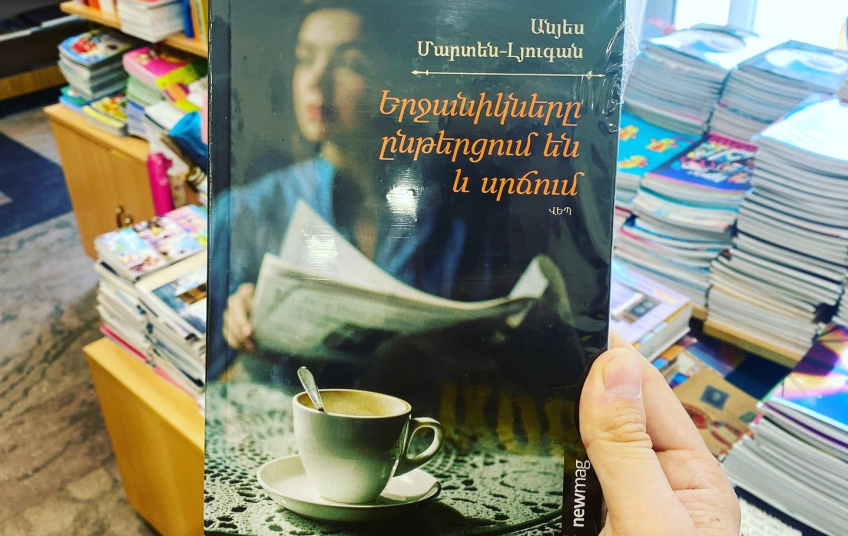 Անյես
Մարտեն-Լյուգան
Երջանիկները
ընթերցում են
և սրճում
ՎԵՊ
newmag